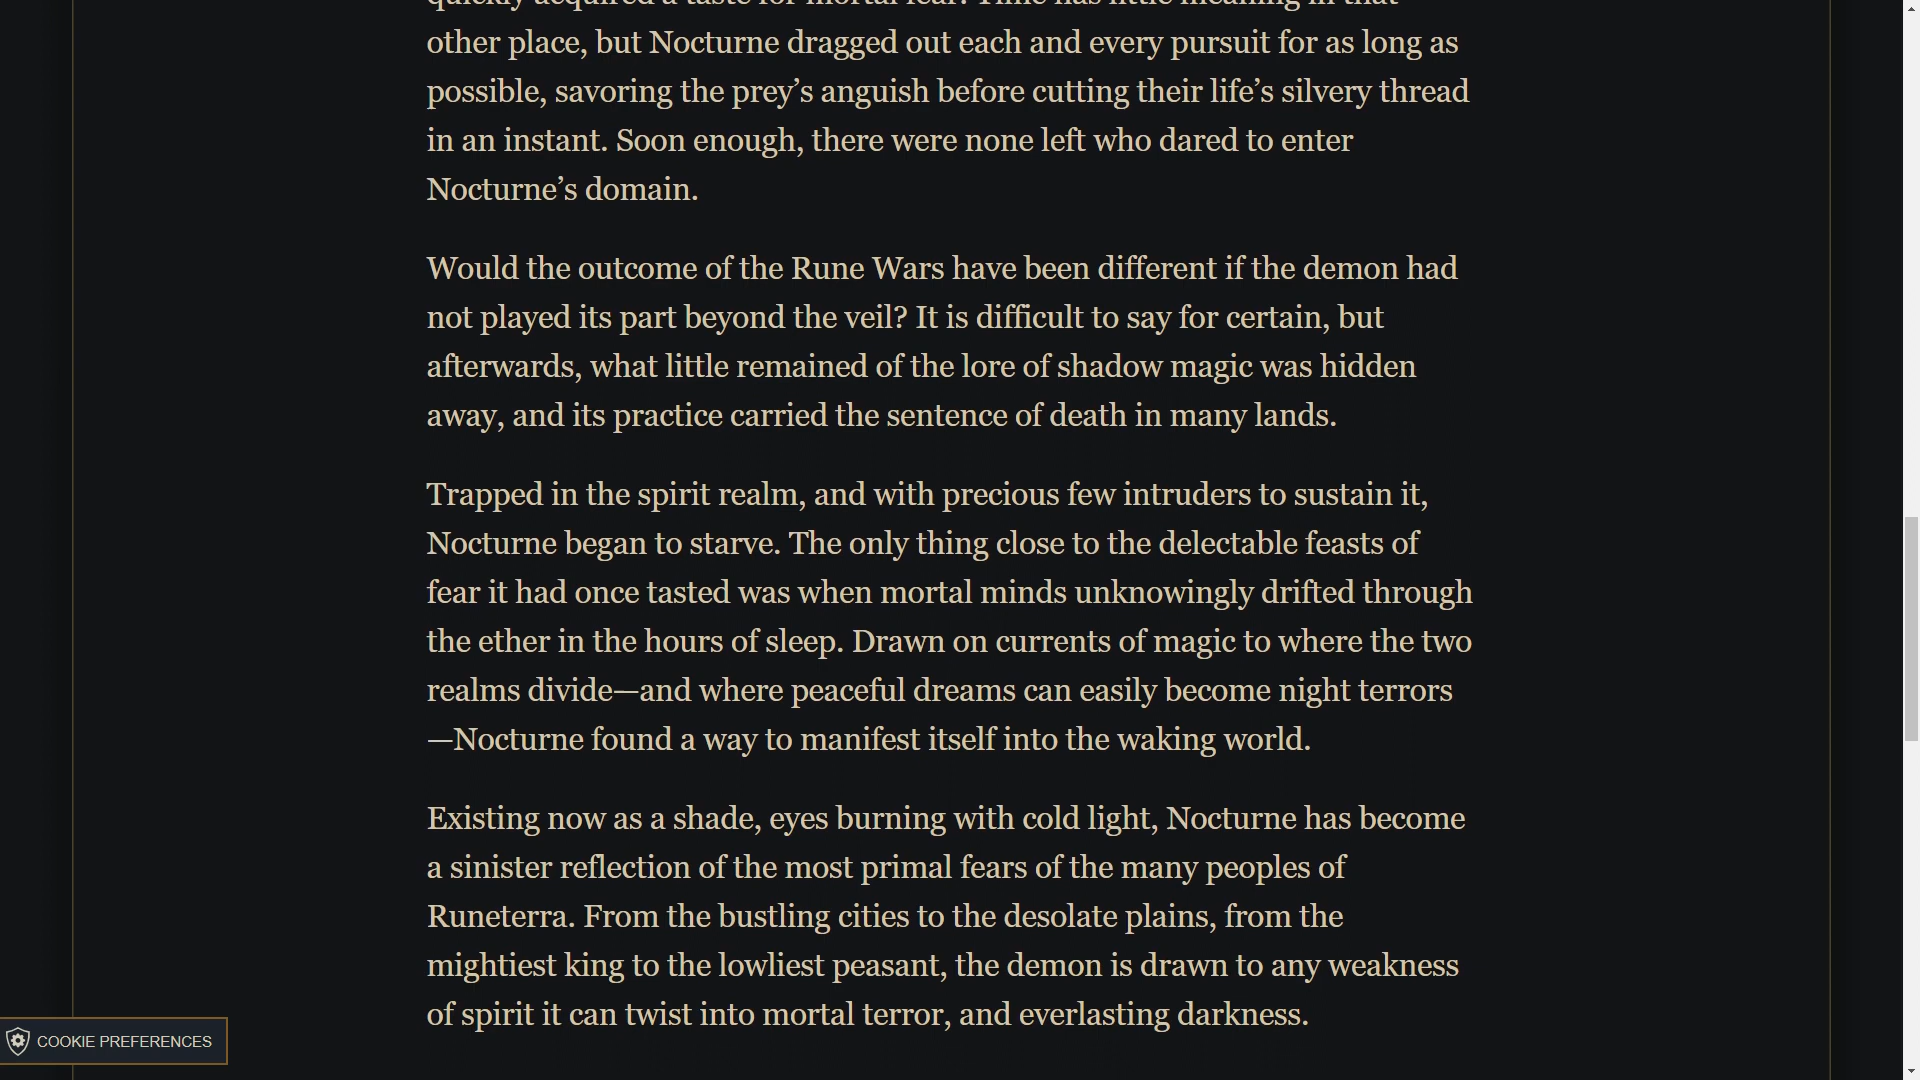 quickly acquired a taste for mortal fear. Time has little meaning in that
other place, but Nocturne dragged out each and every pursuit for as long as
possible, savoring the prey’s anguish before cutting their life’s silvery thread
in an instant. Soon enough, there were none left who dared to enter
Nocturne’s domain.
Would the outcome of the Rune Wars have been different if the demon had
not played its part beyond the veil? It is difficult to say for certain, but
afterwards, what little remained of the lore of shadow magic was hidden
away, and its practice carried the sentence of death in many lands.
Trapped in the spirit realm, and with precious few intruders to sustain it,
Nocturne began to starve. The only thing close to the delectable feasts of
fear it had once tasted was when mortal minds unknowingly drifted through
the ether in the hours of sleep. Drawn on currents of magic to where the two
realms divide—and where peaceful dreams can easily become night terrors
—Nocturne found a way to manifest itself into the waking world.
Existing now as a shade, eyes burning with cold light, Nocturne has become
a sinister reflection of the most primal fears of the many peoples of
Runeterra. From the bustling cities to the desolate plains, from the
mightiest king to the lowliest peasant, the demon is drawn to any weakness
of spirit it can twist into mortal terror, and everlasting darkness.
COOKIE PREFERENCES